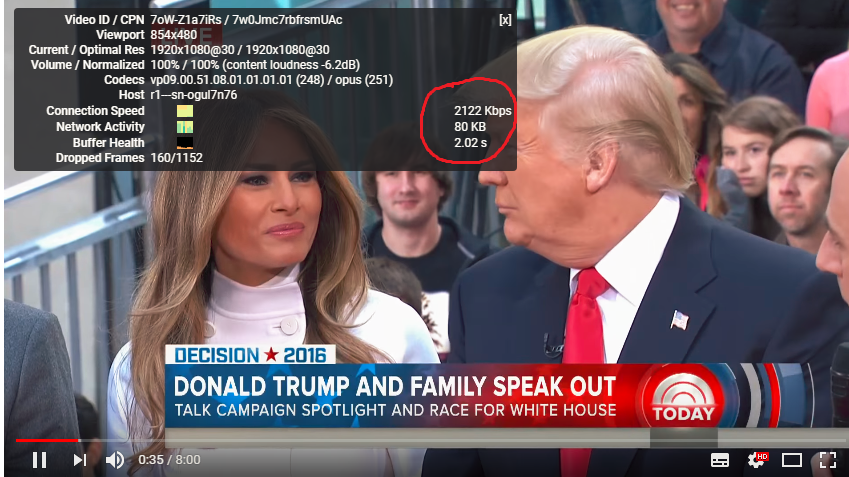 Video ID / CPN 7oW-Z1a7iRs / 7w0Jmc7rbfrsmUAc [x]
Viewport 854x480
Current / Optimal Res 1920x1080@30 / 1920x1080@30
Volume / Normalized 100% / 100% (content loudness -6.2dB)
Codecs vp09.00.51.08.01.01.01.01 (248) / opus (251)
Host r1---sn-ogul7n76
Connection Speed 2122 Kbps
Network Activity 80 KB
Buffer Health 2.02 s
Dropped Frames 160/1152
DECISION ★ 2016
DONALD TRUMP AND FAMILY SPEAK OUT
TALK CAMPAIGN SPOTLIGHT AND RACE FOR WHITE HOUSE
TODAY
0:35 / 8:00
HD